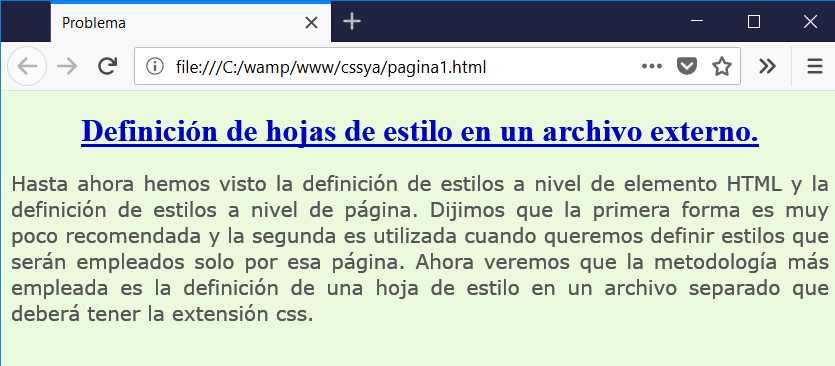 Problema
file:///C:/wamp/www/cssya/pagina1.html
Definición de hojas de estilo en un archivo externo.
Hasta ahora hemos visto la definición de estilos a nivel de elemento HTML y la
definición de estilos a nivel de página. Dijimos que la primera forma es muy
poco recomendada y la segunda es utilizada cuando queremos definir estilos que
serán empleados solo por esa página. Ahora veremos que la metodología más
empleada es la definición de una hoja de estilo en un archivo separado que
deberá tener la extensión css.